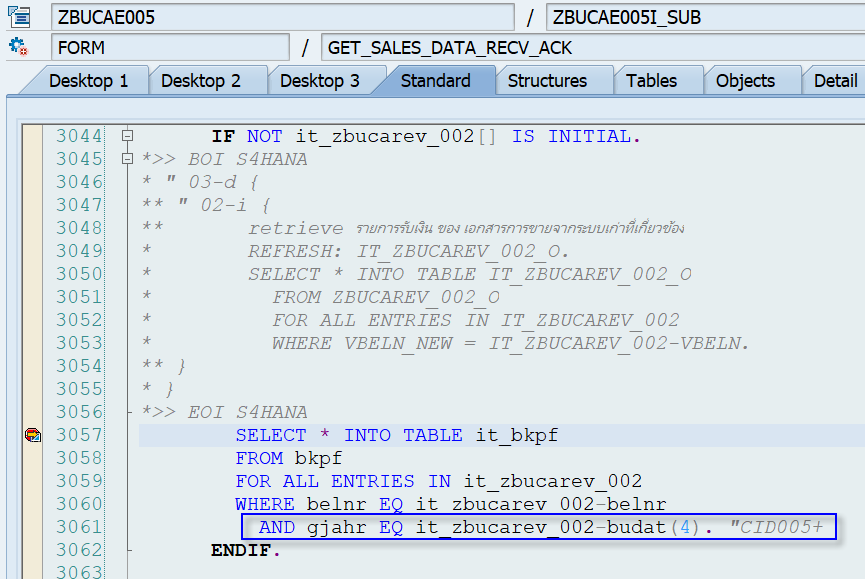 ZBUCAE005 / ZBUCAE005I_SUB
FORM / GET_SALES_DATA_RECV_ACK
Desktop 1 Desktop 2 Desktop 3 Standard Structures Tables Objects Detail
3044 IF NOT it_zbucarev_002[] IS INITIAL.
3045 *>> BOI S4HANA
3046 * " 03-d {
3047 ** " 02-i {
3048 ** retrieve รายการรับเงิน ของ เอกสารการขายจากระบบเก่าที่เกี่ยวข้อง
3049 * REFRESH: IT_ZBUCAREV_002_O.
3050 * SELECT * INTO TABLE IT_ZBUCAREV_002_O
3051 * FROM ZBUCAREV_002_O
3052 * FOR ALL ENTRIES IN IT_ZBUCAREV_002
3053 * WHERE VBELN_NEW = IT_ZBUCAREV_002-VBELN.
3054 ** }
3055 * }
3056 *>> EOI S4HANA
3057 SELECT * INTO TABLE it_bkpf
3058 FROM bkpf
3059 FOR ALL ENTRIES IN it_zbucarev_002
3060 WHERE belnr EQ it_zbucarev_002-belnr
3061 AND gjahr EQ it_zbucarev_002-budat(4). "CID005+
3062 ENDIF.
3063